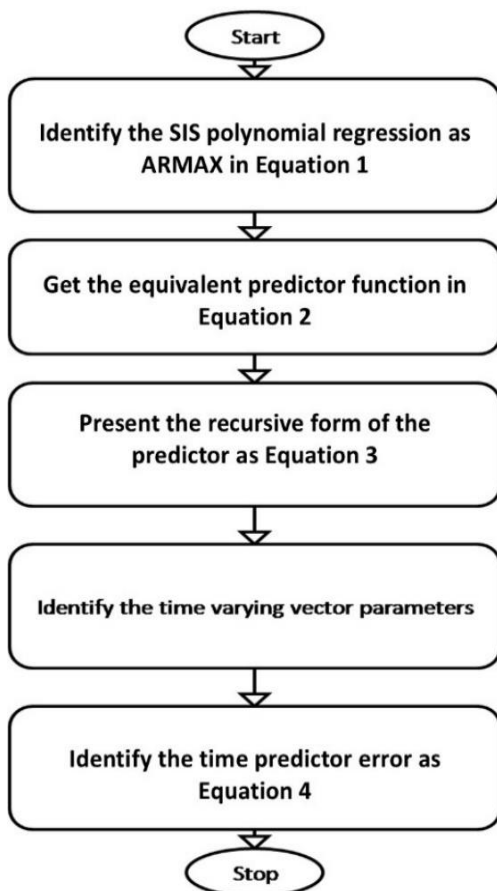 Start
Identify the SIS polynomial regression as
ARMAX in Equation 1
Get the equivalent predictor function in
Equation 2
Present the recursive form of the
predictor as Equation 3
Identify the time varying vector parameters
Identify the time predictor error as
Equation 4
Stop